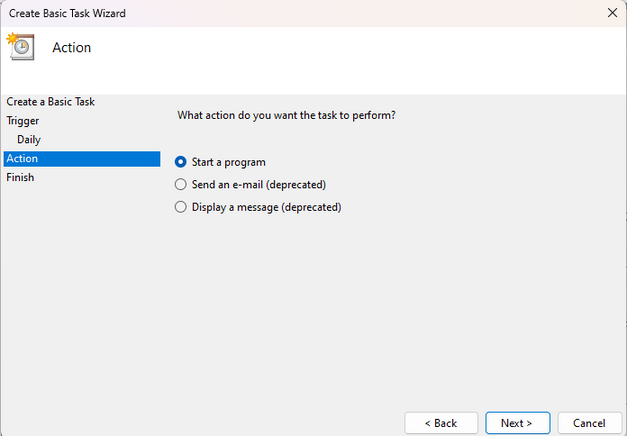 Create Basic Task Wizard
Action
Create a Basic Task
Trigger
Daily
Action
Finish
What action do you want the task to perform?
Start a program
Send an e-mail (deprecated)
Display a message (deprecated)
< Back
Next >
Cancel